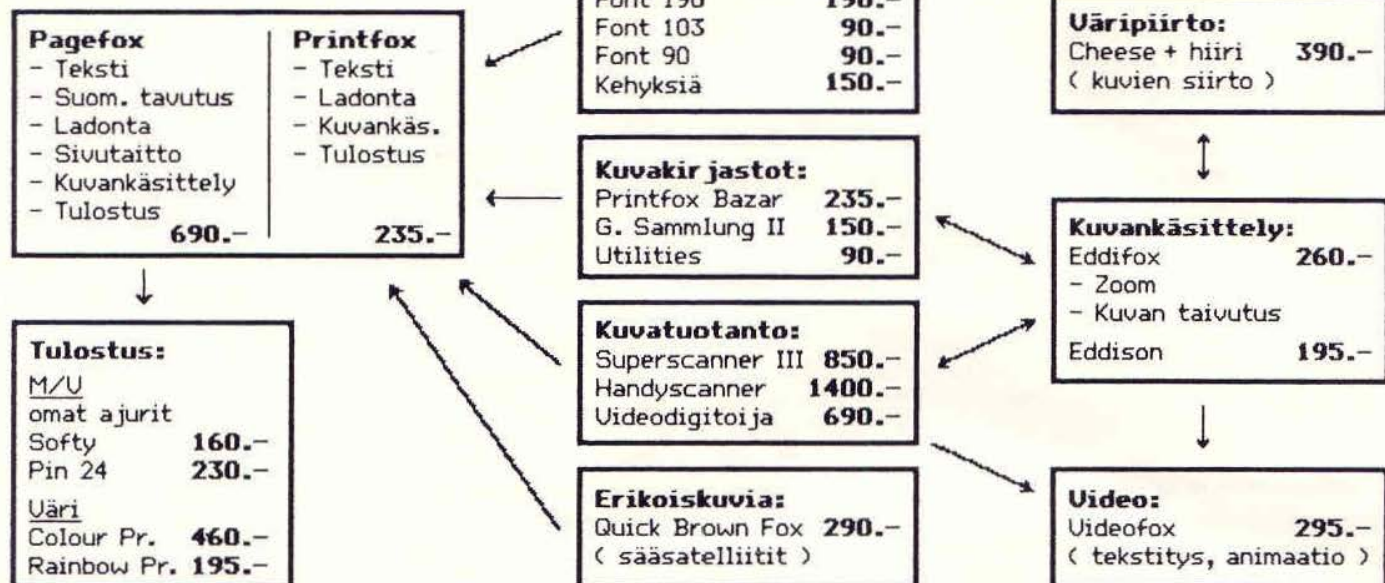 Pagefox
- Teksti
- Suom. tavutus
- Ladonta
- Sivutaitto
- Kuvankäsittely
- Tulostus
690.-
Printfox
- Teksti
- Ladonta
- Kuvankäs.
- Tulostus
235.-
Tulostus:
M/V
omat ajurit
Softy 160.-
Pin 24 230.-
Väri
Colour Pr. 460.-
Rainbow Pr. 195.-
Font 190 190.-
Font 103 90.-
Font 90 90.-
Kehyksiä 150.-
Kuvakirjastot:
Printfox Bazar 235.-
G. Sammlung II 150.-
Utilities 90.-
Kuvatuotanto:
Superscanner III 850.-
Handyscanner 1400.-
Videodigitoija 690.-
Erikoiskuvia:
Quick Brown Fox 290.-
( sääsatelliitit )
Väripiirto:
Cheese + hiiri 390.-
( kuvien siirto )
Kuvankäsittely:
Eddifox 260.-
- Zoom
- Kuvan taivutus
Eddison 195.-
Video:
Videofox 295.-
( tekstitys, animaatio )